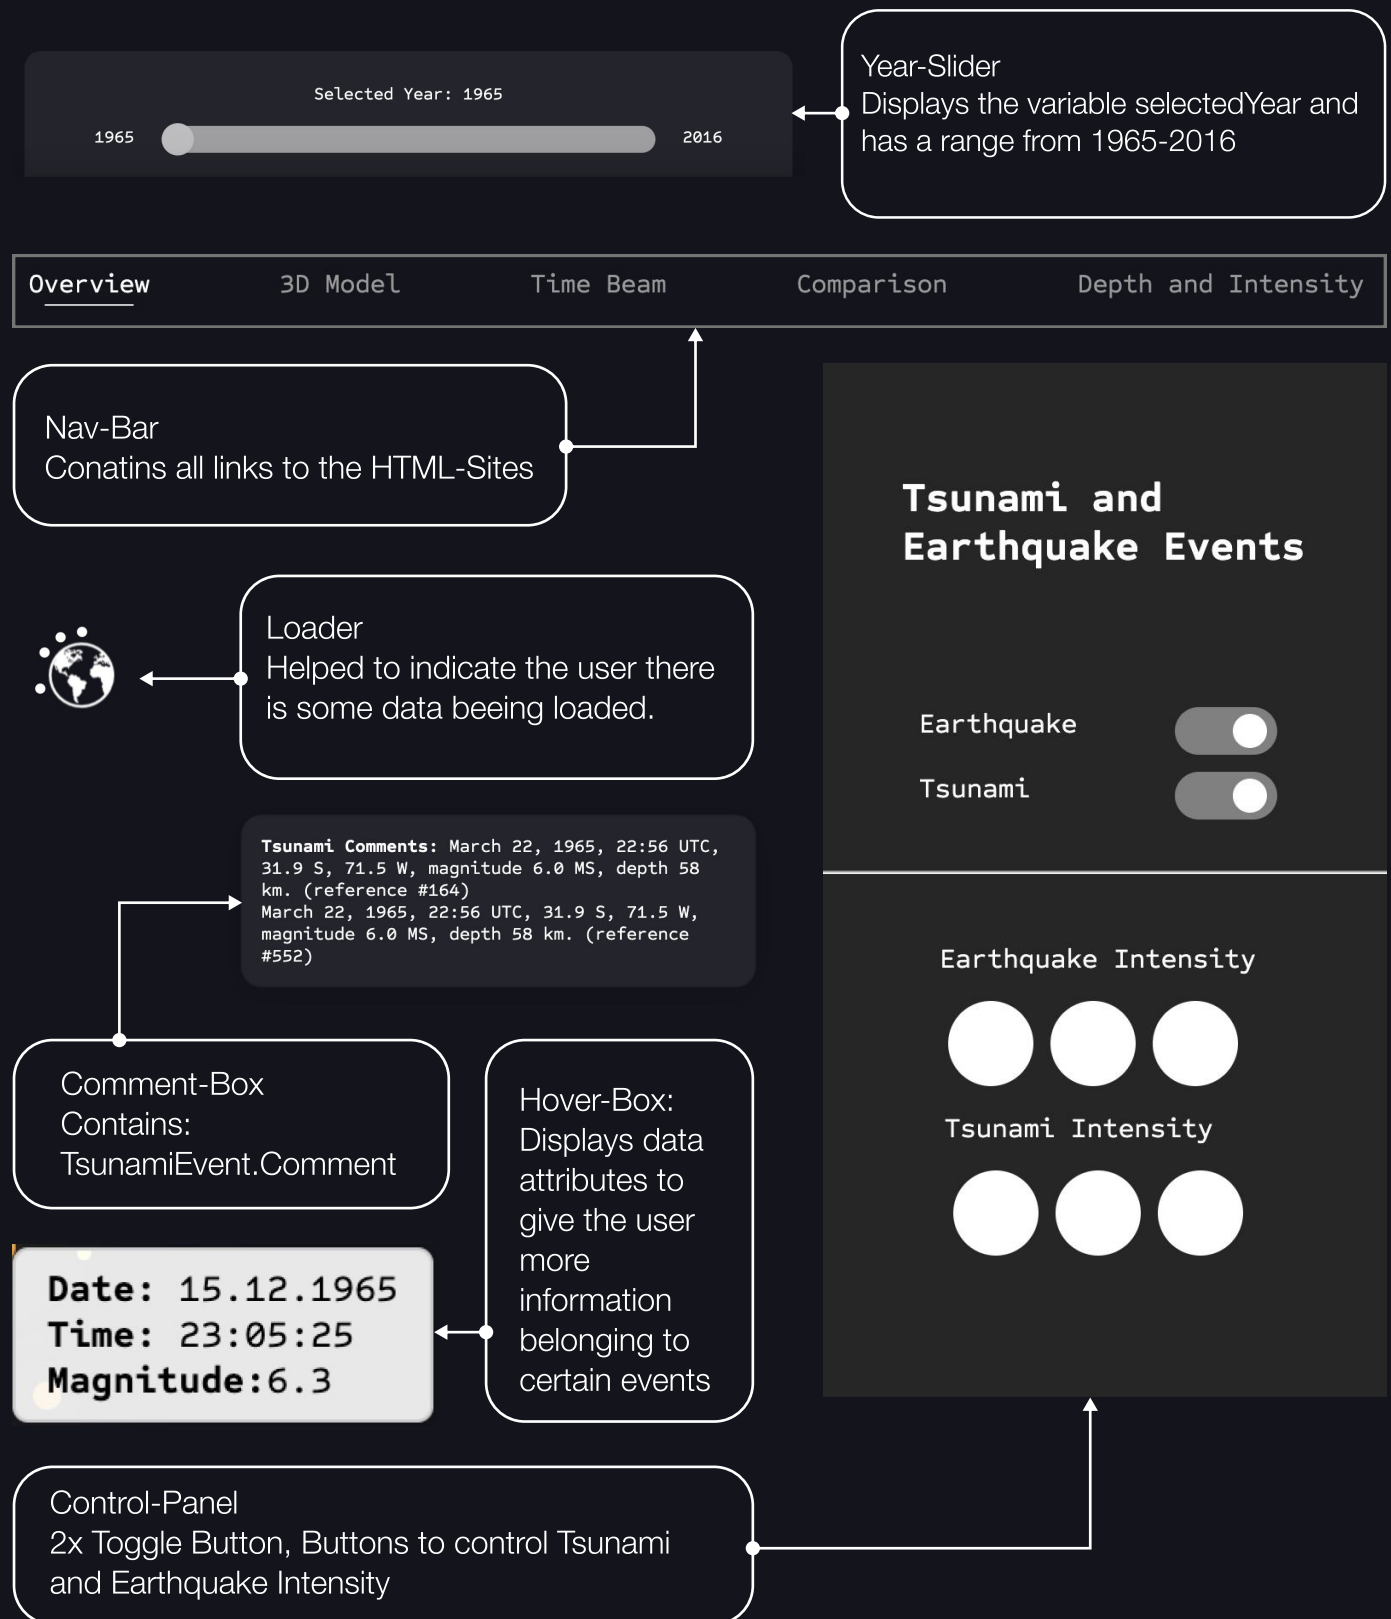 Selected Year: 1965
1965
2016
Year-Slider
Displays the variable selectedYear and
has a range from 1965-2016
Overview
3D Model
Time Beam
Comparison
Depth and Intensity
Nav-Bar
Conatins all links to the HTML-Sites
Loader
Helped to indicate the user there
is some data beeing loaded.
Tsunami Comments: March 22, 1965, 22:56 UTC,
31.9 S, 71.5 W, magnitude 6.0 MS, depth 58
km. (reference #164)
March 22, 1965, 22:56 UTC, 31.9 S, 71.5 W,
magnitude 6.0 MS, depth 58 km. (reference
#552)
Comment-Box
Contains:
TsunamiEvent.Comment
Hover-Box:
Displays data
attributes to
give the user
more
information
belonging to
certain events
Date: 15.12.1965
Time: 23:05:25
Magnitude:6.3
Tsunami and
Earthquake Events
Earthquake
Tsunami
Earthquake Intensity
Tsunami Intensity
Control-Panel
2x Toggle Button, Buttons to control Tsunami
and Earthquake Intensity